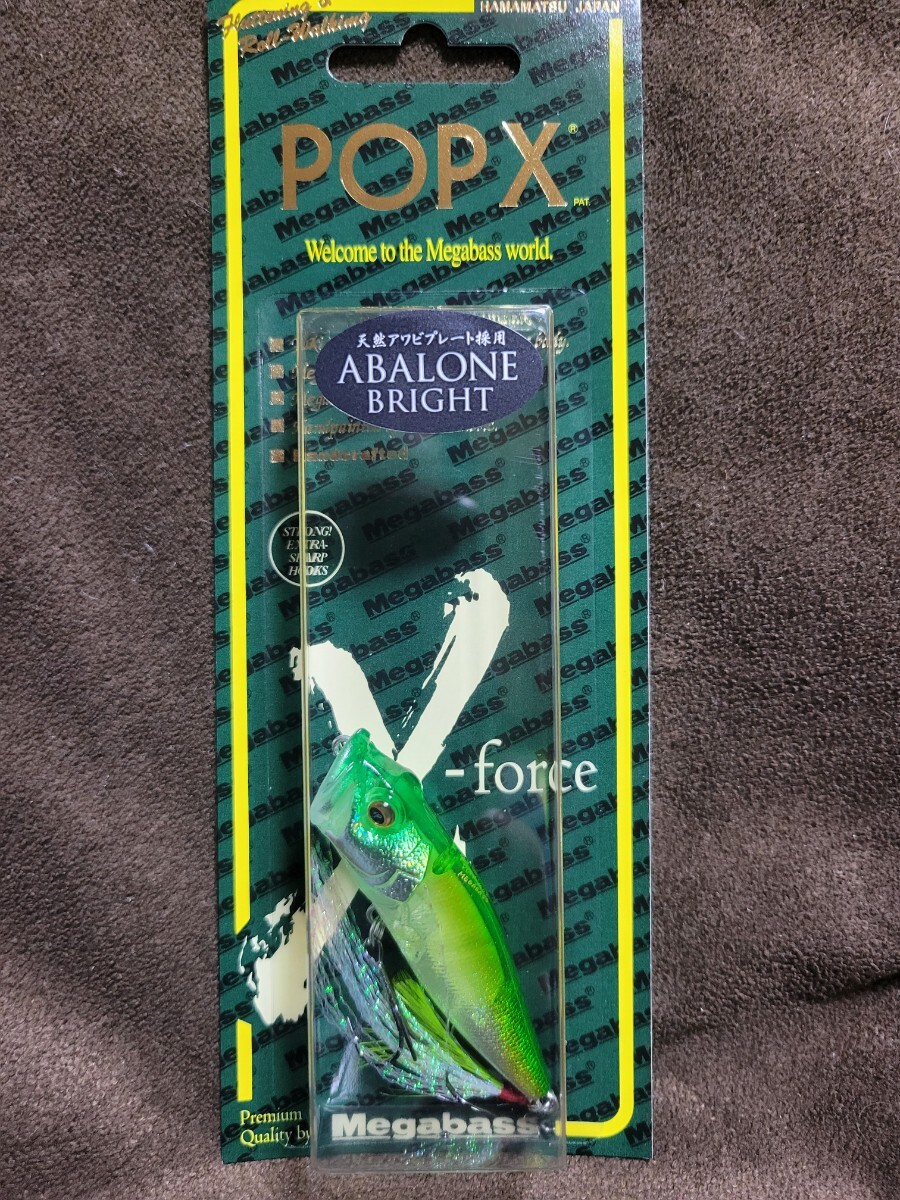 Flattening &
Roll-Walking
HAMAMATSU JAPAN
POP X®
PAT.
Welcome to the Megabass world.
天然アワビプレート採用
ABALONE
BRIGHT
Handcrafted
STRONG!
EXTRA-
SHARP
HOOKS
-force
MEGABASS
Premium
Quality by
Megabass